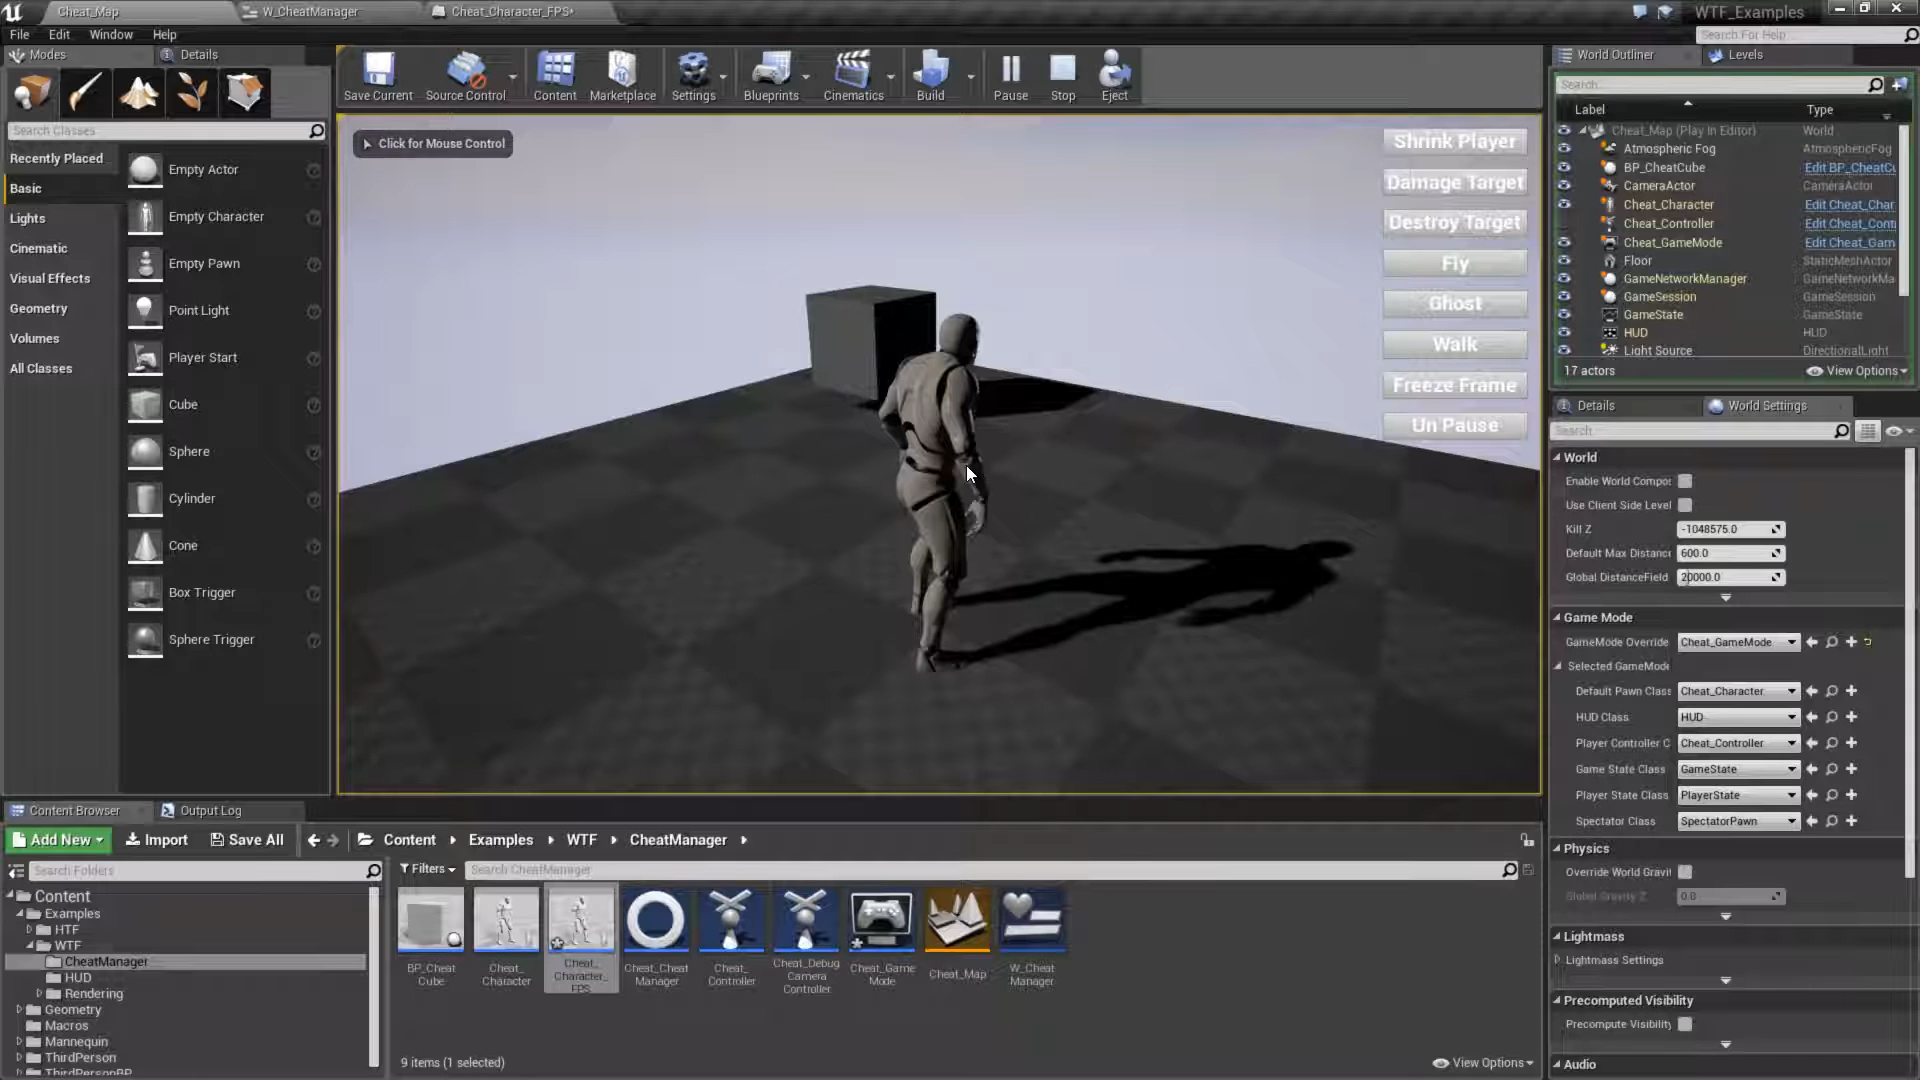 Cheat_Map
W_CheatManager
Cheat_Character_FPS*
WTF_Examples
File
Edit
Window
Help
Search For Help
Modes
Details
Search Classes
Recently Placed
Basic
Lights
Cinematic
Visual Effects
Geometry
Volumes
All Classes
Empty Actor
Empty Character
Empty Pawn
Point Light
Player Start
Cube
Sphere
Cylinder
Cone
Box Trigger
Sphere Trigger
Save Current
Source Control
Content
Marketplace
Settings
Blueprints
Cinematics
Build
Pause
Stop
Eject
Click for Mouse Control
Shrink Player
Damage Target
Destroy Target
Fly
Ghost
Walk
Freeze Frame
Un Pause
World Outliner
Levels
Search...
Label
Type
Cheat_Map (Play In Editor)
World
Atmospheric Fog
AtmosphericFog
BP_CheatCube
Edit BP_CheatCu
CameraActor
CameraActor
Cheat_Character
Edit Cheat_Char
Cheat_Controller
Edit Cheat_Cont
Cheat_GameMode
Edit Cheat_Gam
Floor
StaticMeshActor
GameNetworkManager
GameNetworkMa
GameSession
GameSession
GameState
GameState
HUD
HUD
Light Source
DirectionalLight
17 actors
View Options
Details
World Settings
Search
World
Enable World Compos
Use Client Side Level
Kill Z
-1048575.0
Default Max Distance
600.0
Global DistanceField
20000.0
Game Mode
GameMode Override
Cheat_GameMode
Selected GameMode
Default Pawn Class
Cheat_Character
HUD Class
HUD
Player Controller C
Cheat_Controller
Game State Class
GameState
Player State Class
PlayerState
Spectator Class
SpectatorPawn
Physics
Override World Gravit
Global Gravity Z
0.0
Lightmass
Lightmass Settings
Precomputed Visibility
Precompute Visibility
Audio
Content Browser
Output Log
Add New
Import
Save All
Content
Examples
WTF
CheatManager
Search Folders
Filters
Search CheatManager
Content
Examples
HTF
WTF
CheatManager
HUD
Rendering
Geometry
Macros
Mannequin
ThirdPerson
ThirdPersonBP
BP_Cheat
Cube
Cheat_
Character
Cheat_
Character_
FPS
Cheat_Cheat
Manager
Cheat_
Controller
Cheat_Debug
Camera
Controller
Cheat_Game
Mode
Cheat_Map
W_Cheat
Manager
9 items (1 selected)
View Options